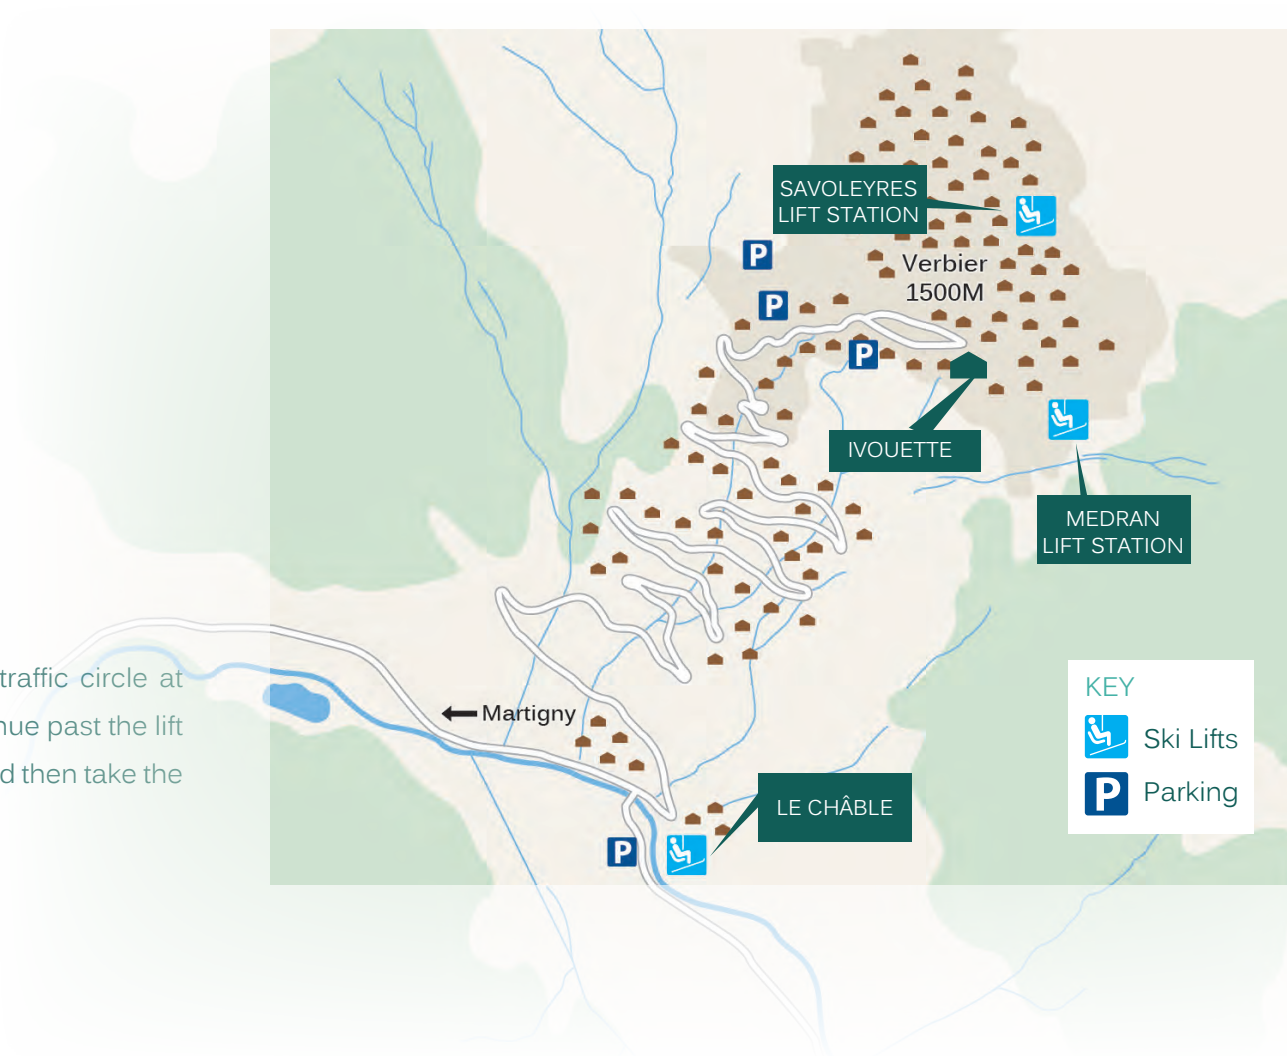 SAVOLEYRES
LIFT STATION
P
Verbier
1500M
P
P
IVOUETTE
MEDRAN
LIFT STATION
traffic circle at
nue past the lift
d then take the
Martigny
KEY
Ski Lifts
P Parking
LE CHÂBLE
P